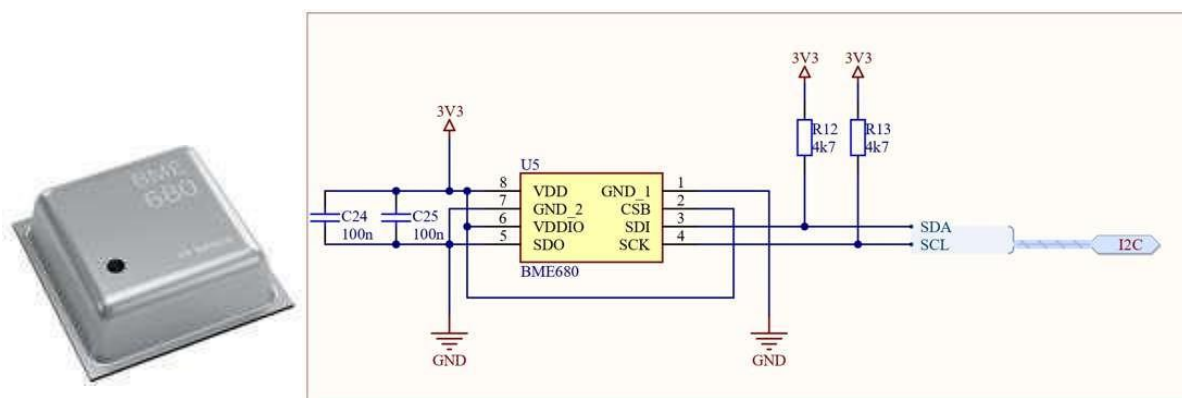 BME
680
3V3
3V3
3V3
R12
4k7
R13
4k7
U5
8 VDD GND_1 1
7 GND_2 CSB 2
6 VDDIO SDI 3
5 SDO SCK 4
BME680
C24
100n
C25
100n
SDA
SCL
I2C
GND
GND